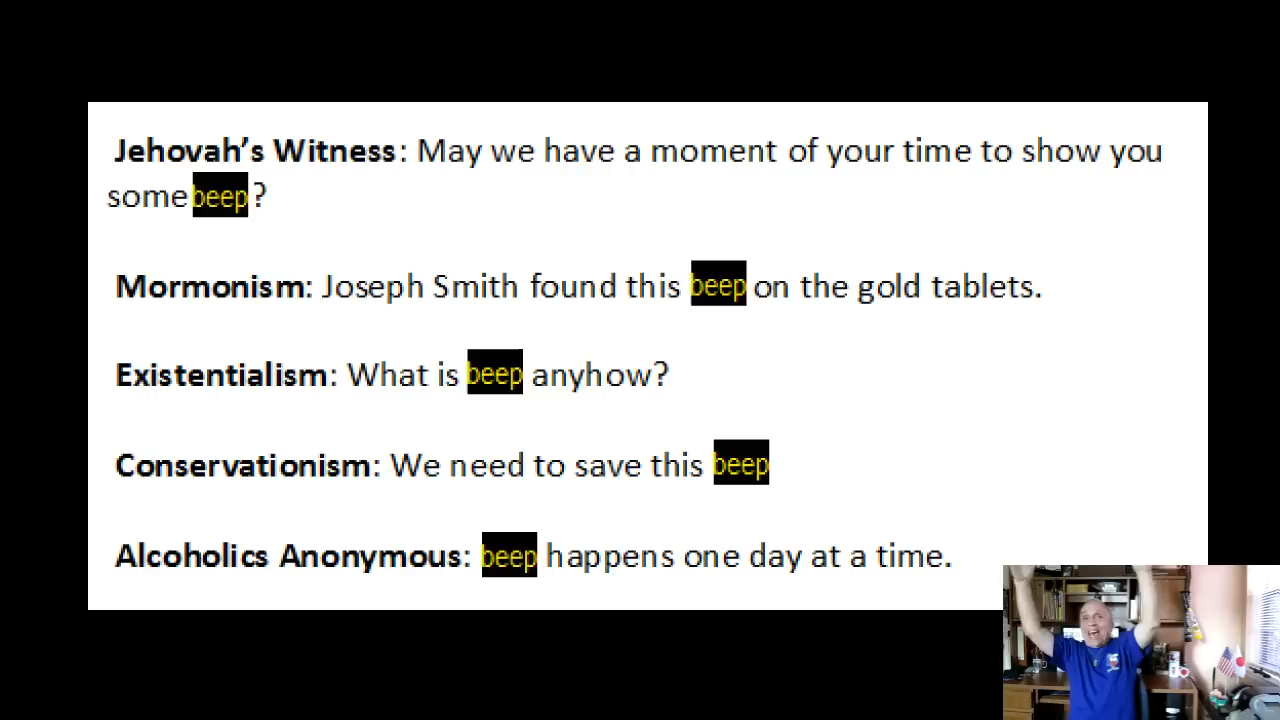 Jehovah's Witness: May we have a moment of your time to show you
some beep?
Mormonism: Joseph Smith found this beep on the gold tablets.
Existentialism: What is beep anyhow?
Conservationism: We need to save this beep
Alcoholics Anonymous: beep happens one day at a time.